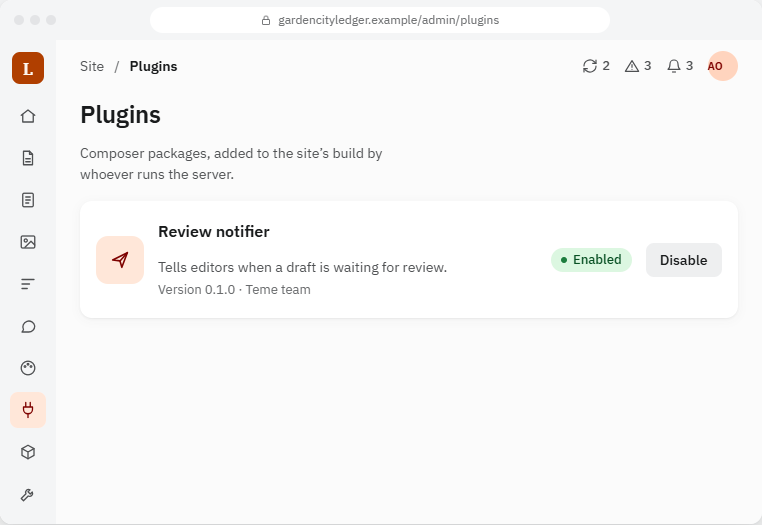 gardencityledger.example/admin/plugins
L
Site / Plugins
2
3
3
AO
Plugins
Composer packages, added to the site’s build by
whoever runs the server.
Review notifier
Tells editors when a draft is waiting for review.
Version 0.1.0 · Teme team
Enabled
Disable